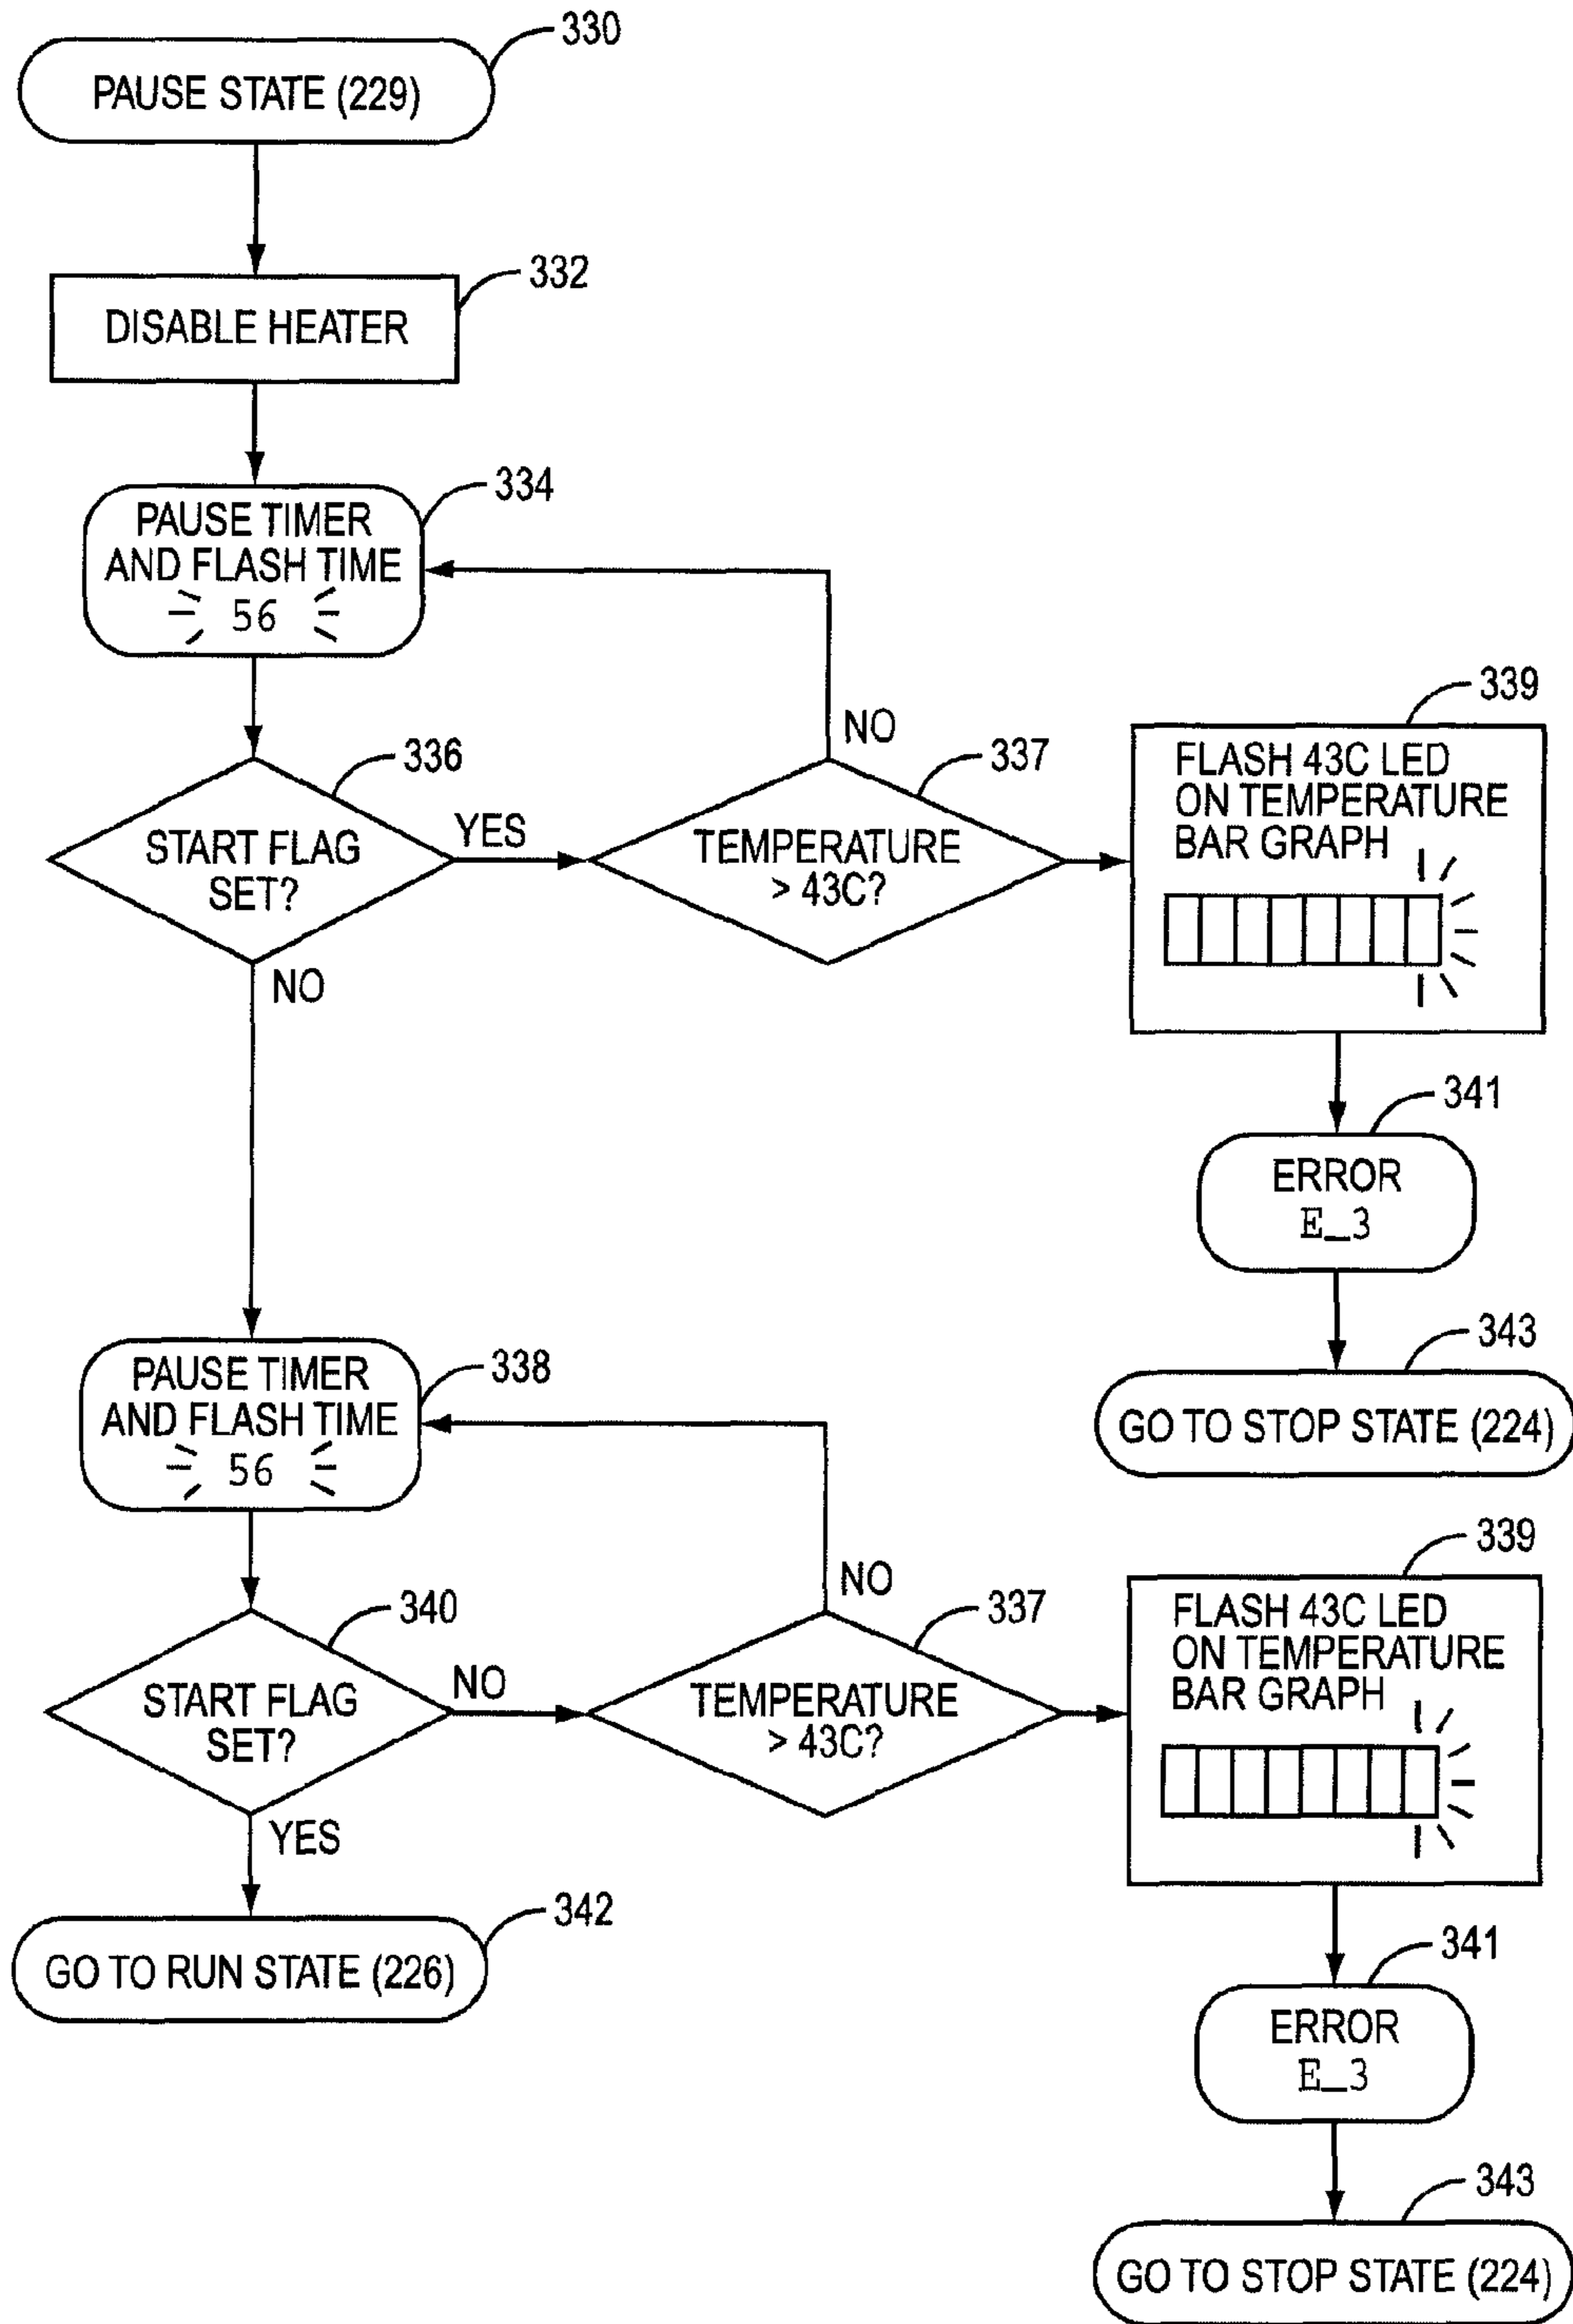 330
PAUSE STATE (229)
332
DISABLE HEATER
334
PAUSE TIMER
AND FLASH TIME
56
336
START FLAG
SET?
YES
NO
337
TEMPERATURE
> 43C?
NO
339
FLASH 43C LED
ON TEMPERATURE
BAR GRAPH
341
ERROR
E_3
343
GO TO STOP STATE (224)
338
PAUSE TIMER
AND FLASH TIME
56
340
START FLAG
SET?
NO
YES
337
TEMPERATURE
> 43C?
NO
339
FLASH 43C LED
ON TEMPERATURE
BAR GRAPH
342
GO TO RUN STATE (226)
341
ERROR
E_3
343
GO TO STOP STATE (224)